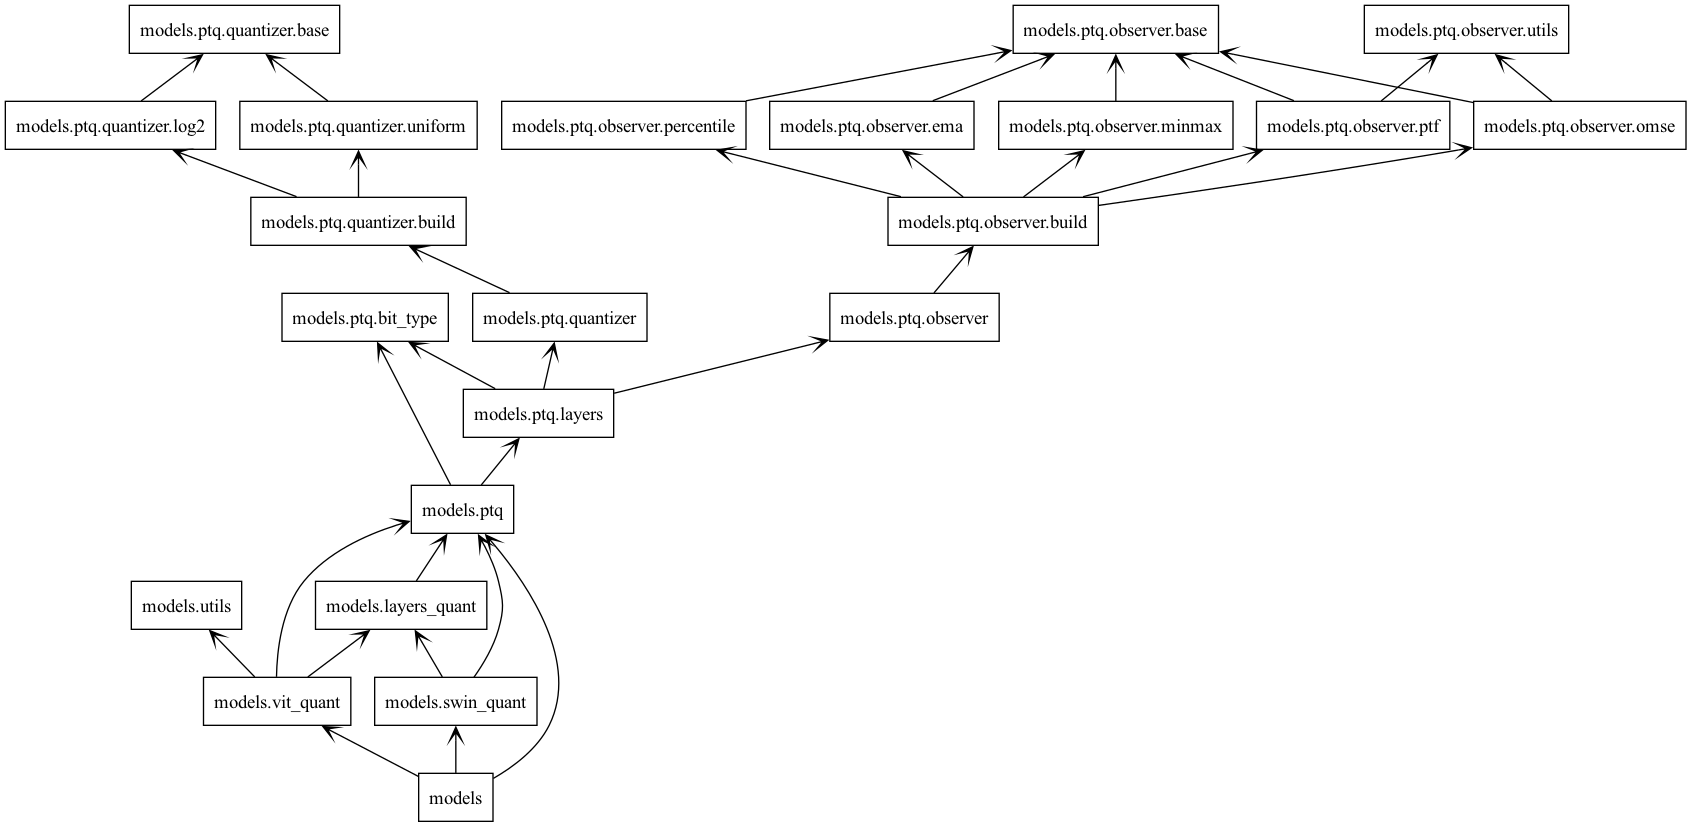 models.ptq.quantizer.base
models.ptq.observer.base
models.ptq.observer.utils
models.ptq.quantizer.log2
models.ptq.quantizer.uniform
models.ptq.observer.percentile
models.ptq.observer.ema
models.ptq.observer.minmax
models.ptq.observer.ptf
models.ptq.observer.omse
models.ptq.quantizer.build
models.ptq.observer.build
models.ptq.bit_type
models.ptq.quantizer
models.ptq.observer
models.ptq.layers
models.ptq
models.utils
models.layers_quant
models.vit_quant
models.swin_quant
models